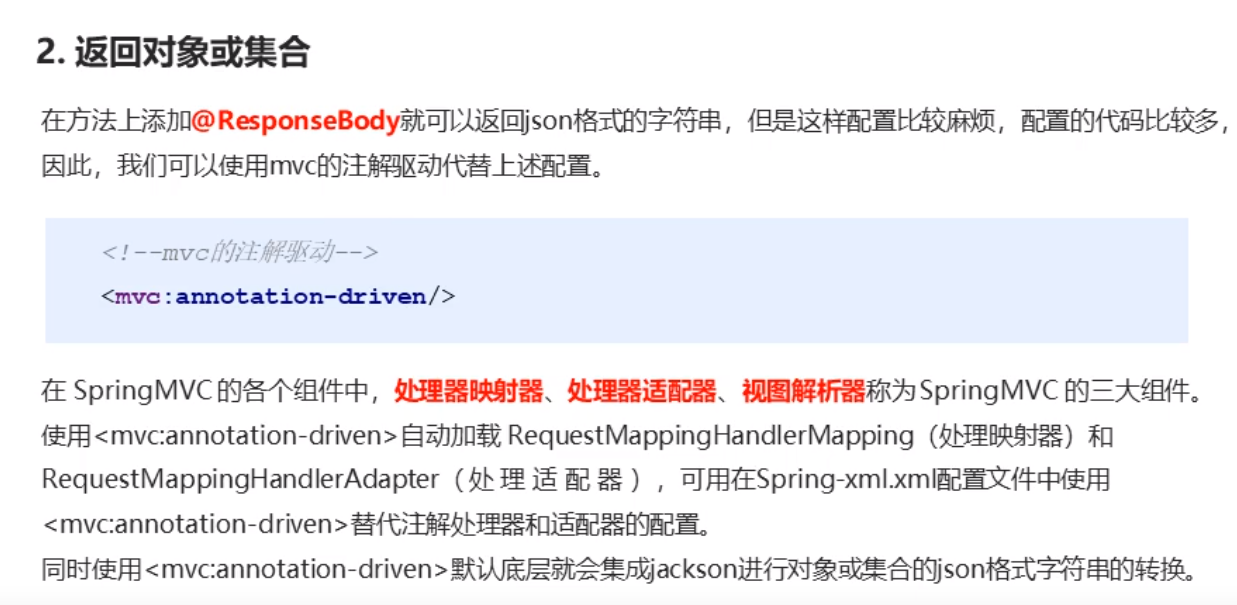 2. 返回对象或集合
在方法上添加@ResponseBody就可以返回json格式的字符串，但是这样配置比较麻烦，配置的代码比较多，
因此，我们可以使用mvc的注解驱动代替上述配置。
<!--mvc的注解驱动-->
<mvc:annotation-driven/>
在 SpringMVC 的各个组件中，处理器映射器、处理器适配器、视图解析器称为 SpringMVC 的三大组件。
使用<mvc:annotation-driven>自动加载 RequestMappingHandlerMapping（处理映射器）和
RequestMappingHandlerAdapter（处 理 适 配 器 ），可用在Spring-xml.xml配置文件中使用
<mvc:annotation-driven>替代注解处理器和适配器的配置。
同时使用<mvc:annotation-driven>默认底层就会集成jackson进行对象或集合的json格式字符串的转换。